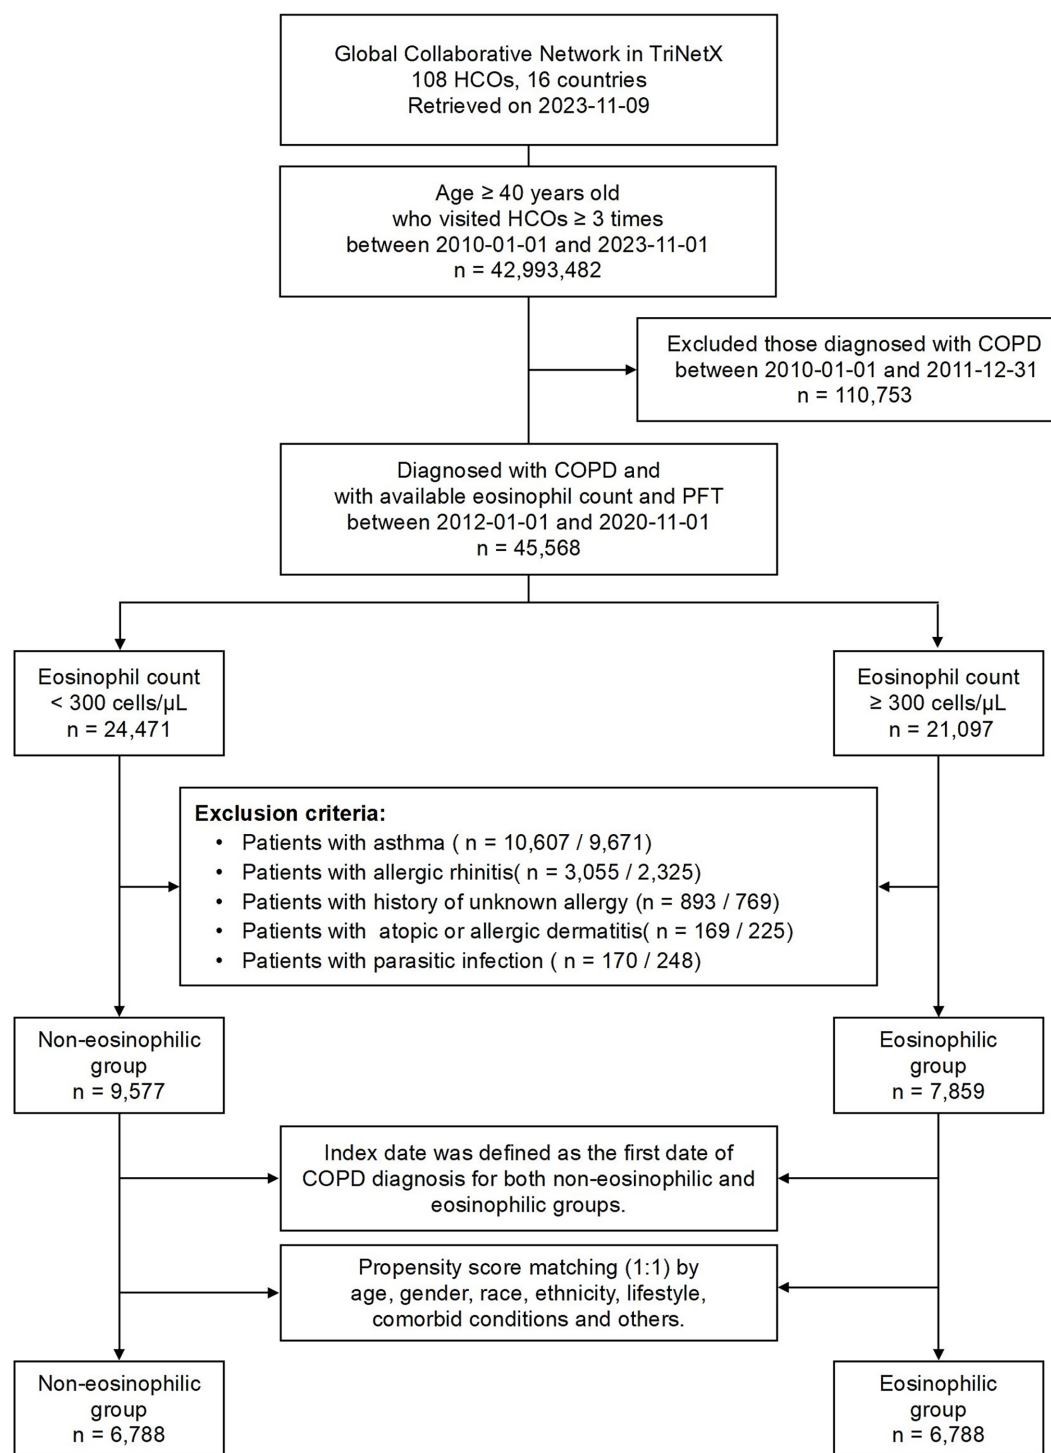 Global Collaborative Network in TriNetX
108 HCOs, 16 countries
Retrieved on 2023-11-09
Age ≥ 40 years old
who visited HCOs ≥ 3 times
between 2010-01-01 and 2023-11-01
n = 42,993,482
Excluded those diagnosed with COPD
between 2010-01-01 and 2011-12-31
n = 110,753
Diagnosed with COPD and
with available eosinophil count and PFT
between 2012-01-01 and 2020-11-01
n = 45,568
Eosinophil count
< 300 cells/µL
n = 24,471
Eosinophil count
≥ 300 cells/µL
n = 21,097
Exclusion criteria:
• Patients with asthma ( n = 10,607 / 9,671)
• Patients with allergic rhinitis( n = 3,055 / 2,325)
• Patients with history of unknown allergy (n = 893 / 769)
• Patients with  atopic or allergic dermatitis( n = 169 / 225)
• Patients with parasitic infection ( n = 170 / 248)
Non-eosinophilic
group
n = 9,577
Eosinophilic
group
n = 7,859
Index date was defined as the first date of
COPD diagnosis for both non-eosinophilic and
eosinophilic groups.
Propensity score matching (1:1) by
age, gender, race, ethnicity, lifestyle,
comorbid conditions and others.
Non-eosinophilic
group
n = 6,788
Eosinophilic
group
n = 6,788